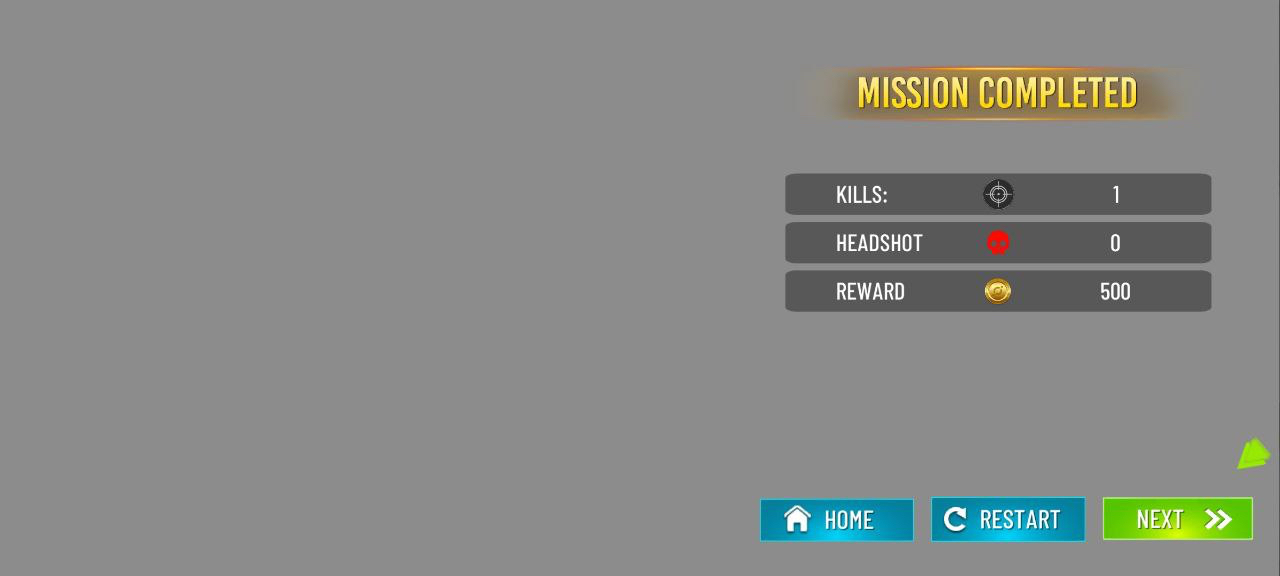 MISSION COMPLETED
KILLS: 1
HEADSHOT 0
REWARD 500
HOME RESTART NEXT